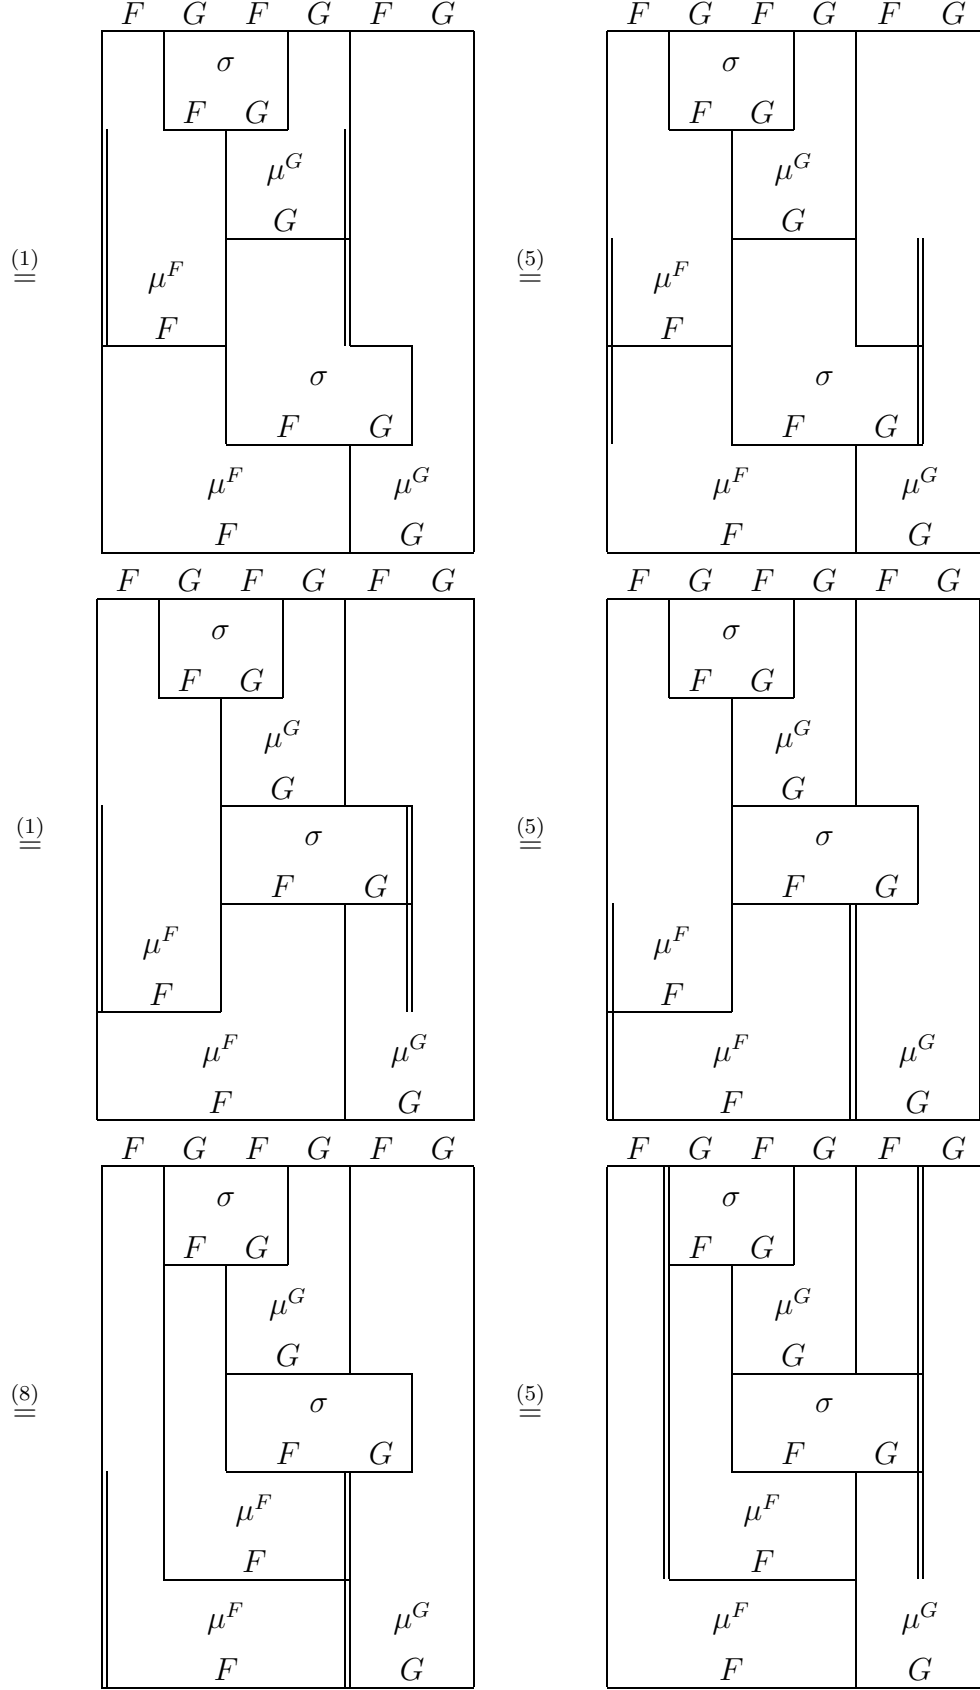 F G F G F G F G F G F G
σ σ
F G F G
μ^G μ^G
G G
(1) = μ^F (5) = μ^F
F F
σ σ
F G F G
μ^F μ^G μ^F μ^G
F G F G
F G F G F G F G F G F G
σ σ
F G F G
μ^G μ^G
G G
(1) = σ (5) = σ
F G F G
μ^F μ^F
F F
μ^F μ^G μ^F μ^G
F G F G
F G F G F G F G F G F G
σ σ
F G F G
μ^G μ^G
G G
(8) = σ (5) = σ
F G F G
μ^F μ^F
F F
μ^F μ^G μ^F μ^G
F G F G